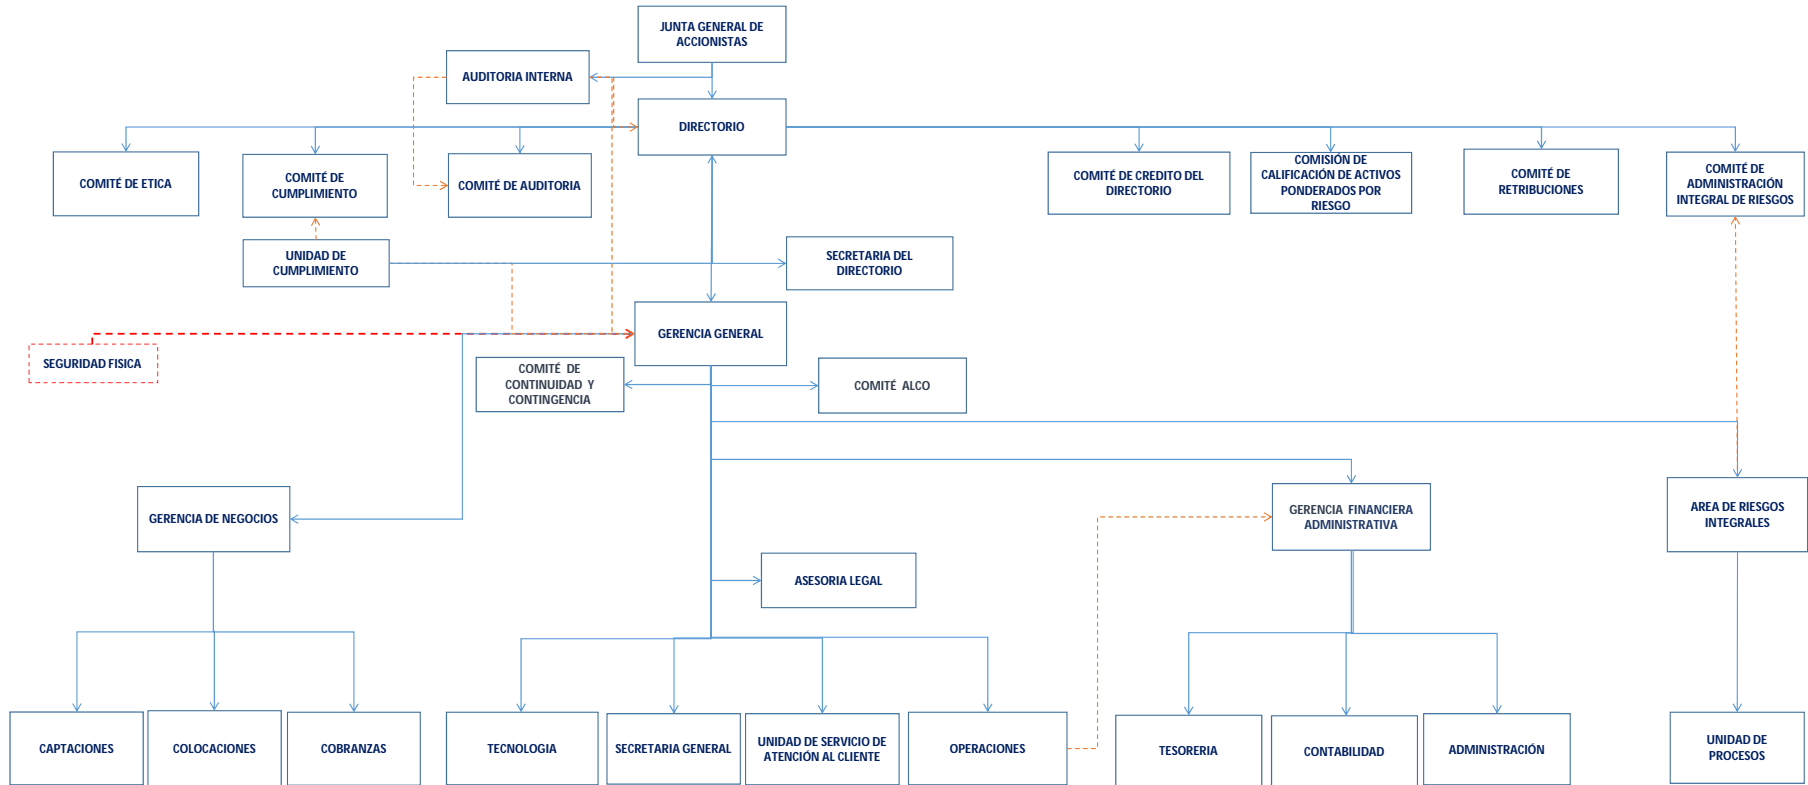 JUNTA GENERAL DE
ACCIONISTAS
AUDITORIA INTERNA
DIRECTORIO
COMITÉ DE ETICA
COMITÉ DE
CUMPLIMIENTO
COMITÉ DE AUDITORIA
COMITÉ DE CREDITO DEL
DIRECTORIO
COMISIÓN DE
CALIFICACIÓN DE ACTIVOS
PONDERADOS POR
RIESGO
COMITÉ DE
RETRIBUCIONES
COMITÉ DE
ADMINISTRACIÓN
INTEGRAL DE RIESGOS
UNIDAD DE
CUMPLIMIENTO
SECRETARIA DEL
DIRECTORIO
GERENCIA GENERAL
SEGURIDAD FISICA
COMITÉ DE
CONTINUIDAD Y
CONTINGENCIA
COMITÉ ALCO
GERENCIA DE NEGOCIOS
GERENCIA FINANCIERA
ADMINISTRATIVA
AREA DE RIESGOS
INTEGRALES
ASESORIA LEGAL
CAPTACIONES
COLOCACIONES
COBRANZAS
TECNOLOGIA
SECRETARIA GENERAL
UNIDAD DE SERVICIO DE
ATENCIÓN AL CLIENTE
OPERACIONES
TESORERIA
CONTABILIDAD
ADMINISTRACIÓN
UNIDAD DE
PROCESOS